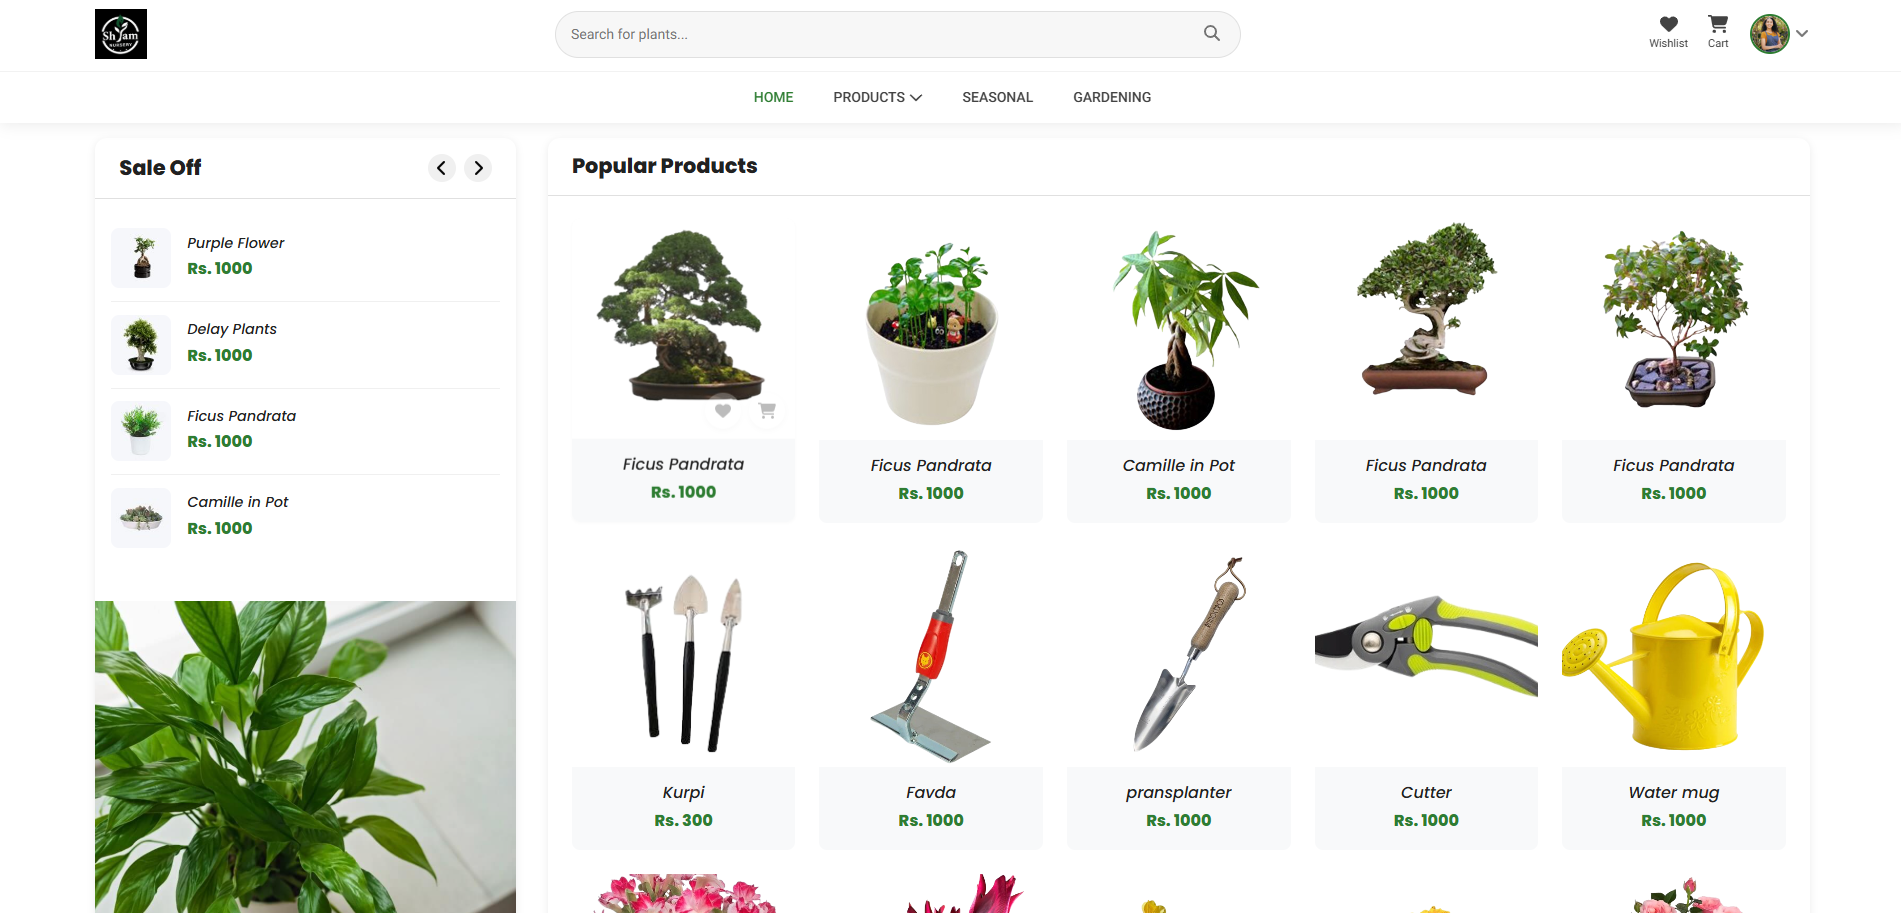 Shyam
NURSERY
Search for plants...
Wishlist
Cart
HOME
PRODUCTS
SEASONAL
GARDENING
Sale Off
Purple Flower
Rs. 1000
Delay Plants
Rs. 1000
Ficus Pandrata
Rs. 1000
Camille in Pot
Rs. 1000
Popular Products
Ficus Pandrata
Rs. 1000
Ficus Pandrata
Rs. 1000
Camille in Pot
Rs. 1000
Ficus Pandrata
Rs. 1000
Ficus Pandrata
Rs. 1000
Kurpi
Rs. 300
Favda
Rs. 1000
pransplanter
Rs. 1000
Cutter
Rs. 1000
Water mug
Rs. 1000